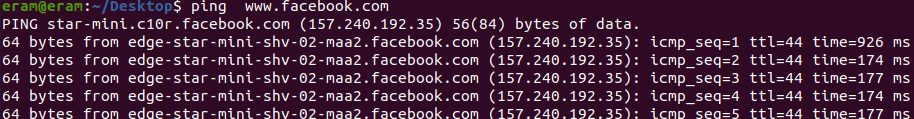 eram@eram:~/Desktop$ ping  www.facebook.com
PING star-mini.c10r.facebook.com (157.240.192.35) 56(84) bytes of data.
64 bytes from edge-star-mini-shv-02-maa2.facebook.com (157.240.192.35): icmp_seq=1 ttl=44 time=926 ms
64 bytes from edge-star-mini-shv-02-maa2.facebook.com (157.240.192.35): icmp_seq=2 ttl=44 time=174 ms
64 bytes from edge-star-mini-shv-02-maa2.facebook.com (157.240.192.35): icmp_seq=3 ttl=44 time=177 ms
64 bytes from edge-star-mini-shv-02-maa2.facebook.com (157.240.192.35): icmp_seq=4 ttl=44 time=174 ms
64 bytes from edge-star-mini-shv-02-maa2.facebook.com (157.240.192.35): icmp_seq=5 ttl=44 time=177 ms